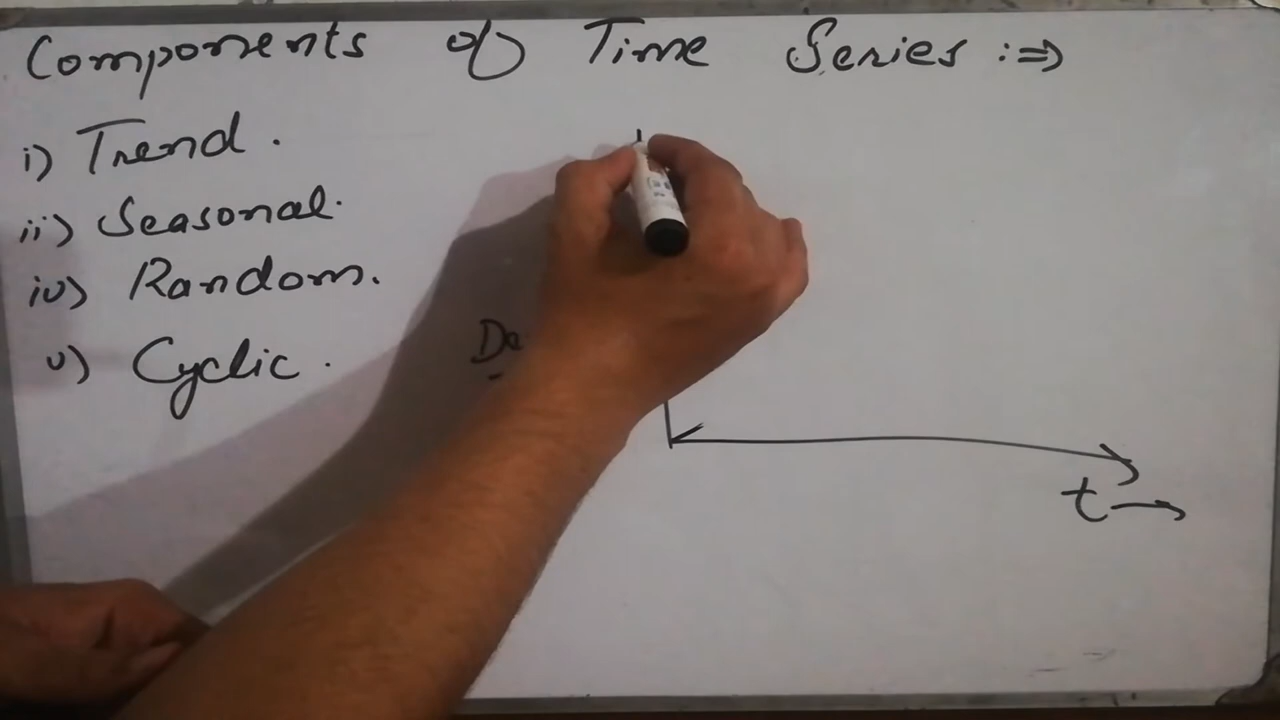 Components of Time Series :⇒
i) Trend.
ii) Seasonal.
iv) Random.
v) Cyclic.
t→